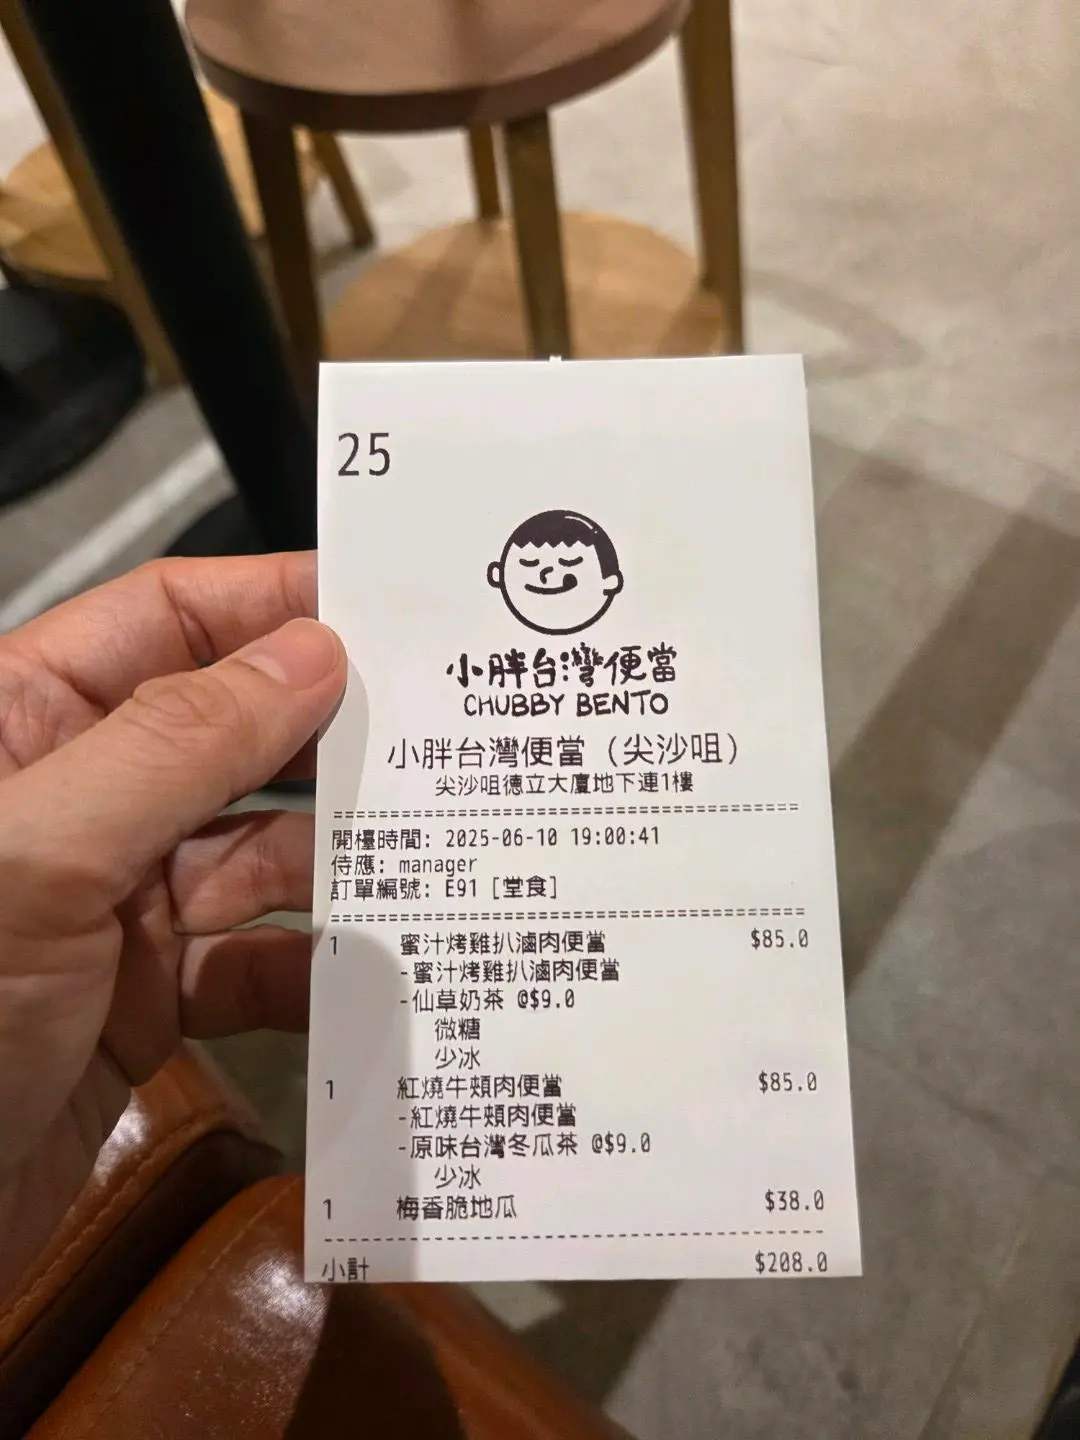 25
小胖台灣便當
CHUBBY BENTO
小胖台灣便當（尖沙咀）
尖沙咀德立大廈地下連1樓
================================================
開檯時間: 2025-06-10 19:00:41
侍應: manager
訂單編號: E91 [堂食]
================================================
1 蜜汁烤雞扒滷肉便當 $85.0
-蜜汁烤雞扒滷肉便當
-仙草奶茶 @$9.0
微糖
少冰
1 紅燒牛頰肉便當 $85.0
-紅燒牛頰肉便當
-原味台灣冬瓜茶 @$9.0
少冰
1 梅香脆地瓜 $38.0
------------------------------------------------
小計 $208.0